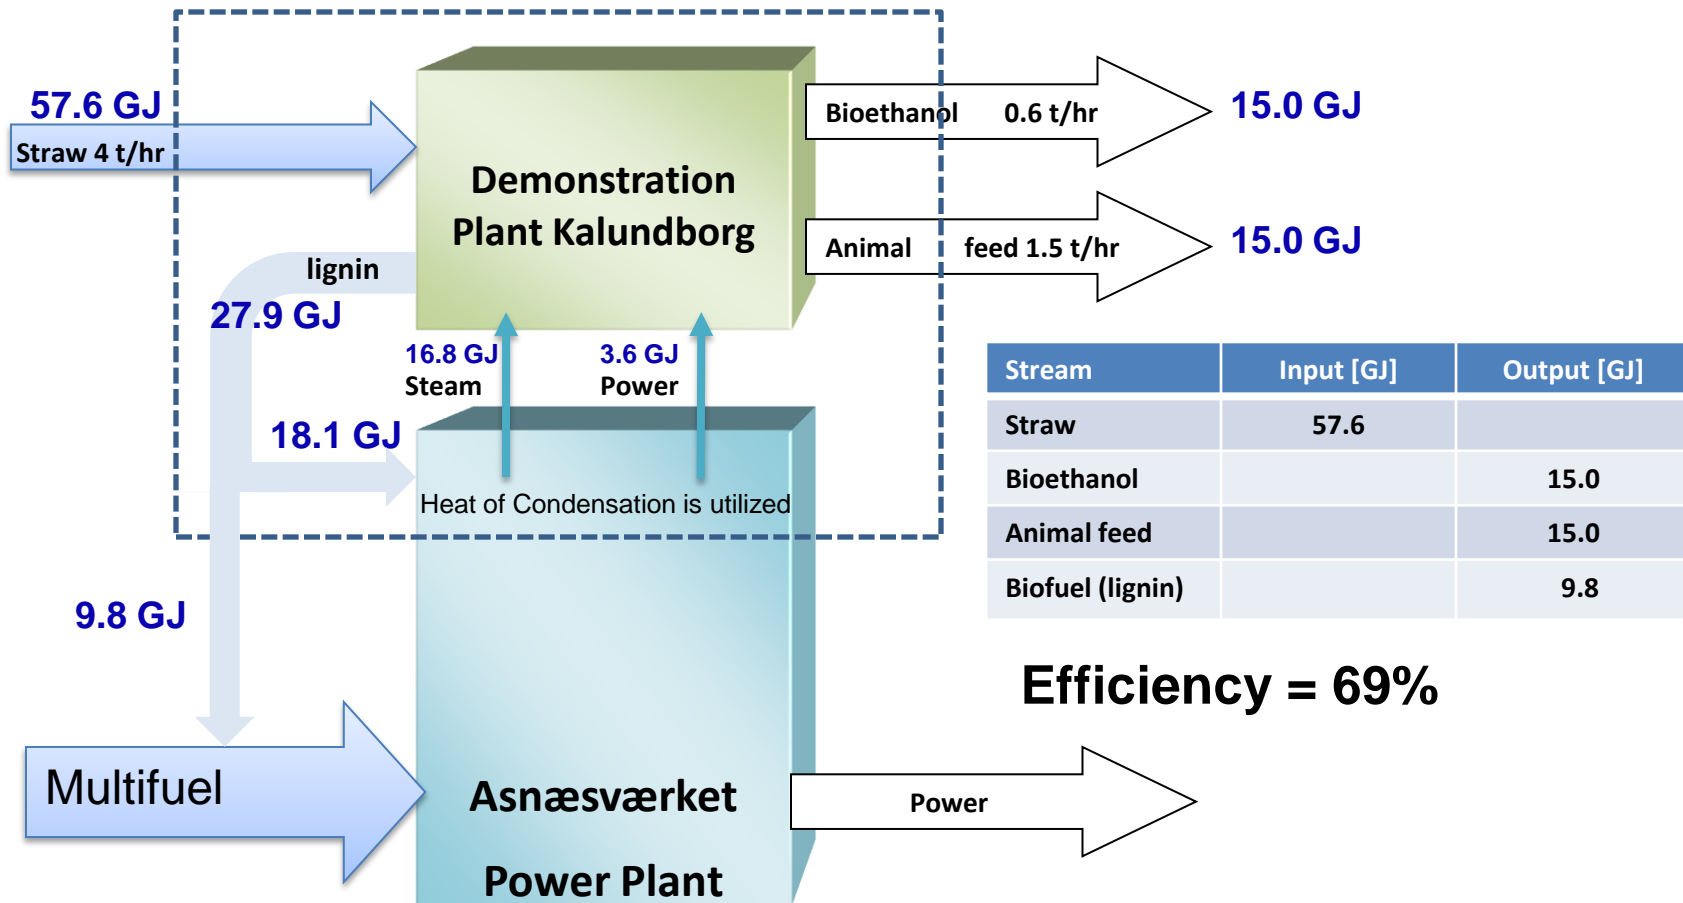 57.6 GJ
Straw 4 t/hr
Demonstration
Plant Kalundborg
Bioethanol 0.6 t/hr
15.0 GJ
Animal feed 1.5 t/hr
15.0 GJ
lignin
27.9 GJ
16.8 GJ
Steam
3.6 GJ
Power
18.1 GJ
Heat of Condensation is utilized
9.8 GJ
Stream Input [GJ] Output [GJ]
Straw 57.6
Bioethanol 15.0
Animal feed 15.0
Biofuel (lignin) 9.8
Efficiency = 69%
Multifuel
Asnæsværket
Power Plant
Power